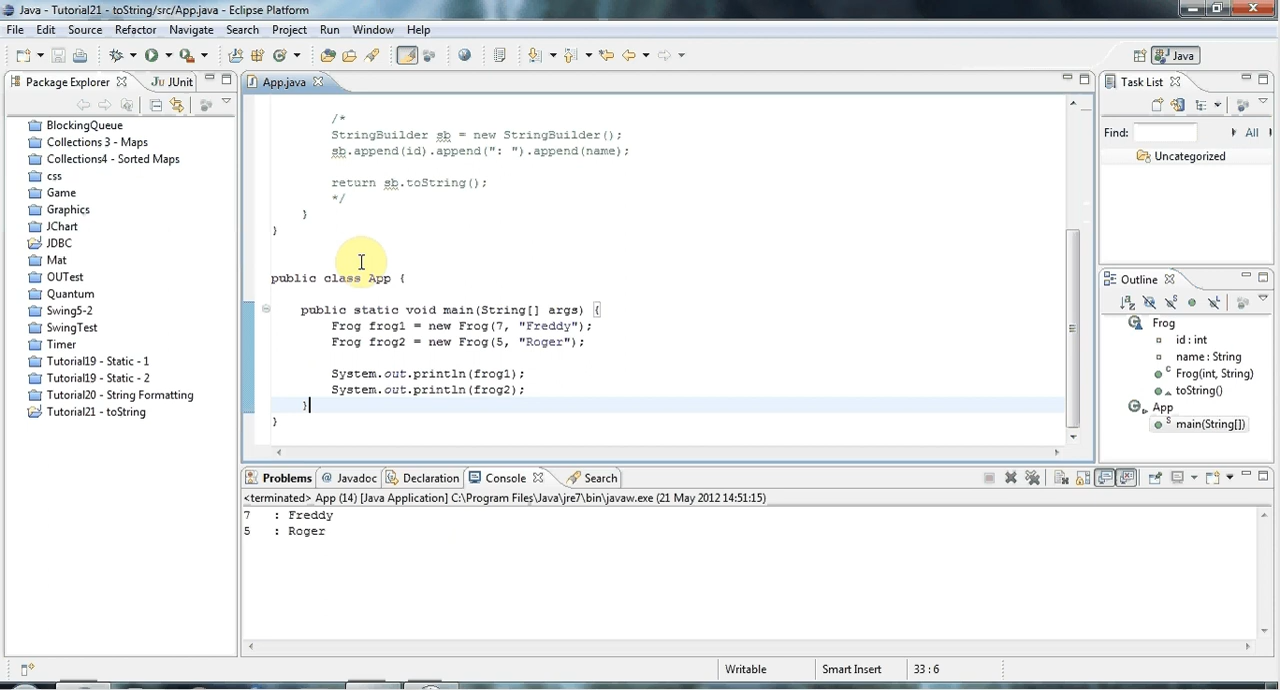 Java - Tutorial21 - toString/src/App.java - Eclipse Platform
File Edit Source Refactor Navigate Search Project Run Window Help
Java
Package Explorer JUnit
BlockingQueue
Collections 3 - Maps
Collections4 - Sorted Maps
css
Game
Graphics
JChart
JDBC
Mat
OUTest
Quantum
Swing5-2
SwingTest
Timer
Tutorial19 - Static - 1
Tutorial19 - Static - 2
Tutorial20 - String Formatting
Tutorial21 - toString
App.java
/*
StringBuilder sb = new StringBuilder();
sb.append(id).append(": ").append(name);
return sb.toString();
*/
}
}
public class App {
public static void main(String[] args) {
Frog frog1 = new Frog(7, "Freddy");
Frog frog2 = new Frog(5, "Roger");
System.out.println(frog1);
System.out.println(frog2);
}
}
Task List
Find: All
Uncategorized
Outline
Frog
id : int
name : String
Frog(int, String)
toString()
App
main(String[])
Problems @ Javadoc Declaration Console Search
<terminated> App (14) [Java Application] C:\Program Files\Java\jre7\bin\javaw.exe (21 May 2012 14:51:15)
7 : Freddy
5 : Roger
Writable Smart Insert 33 : 6